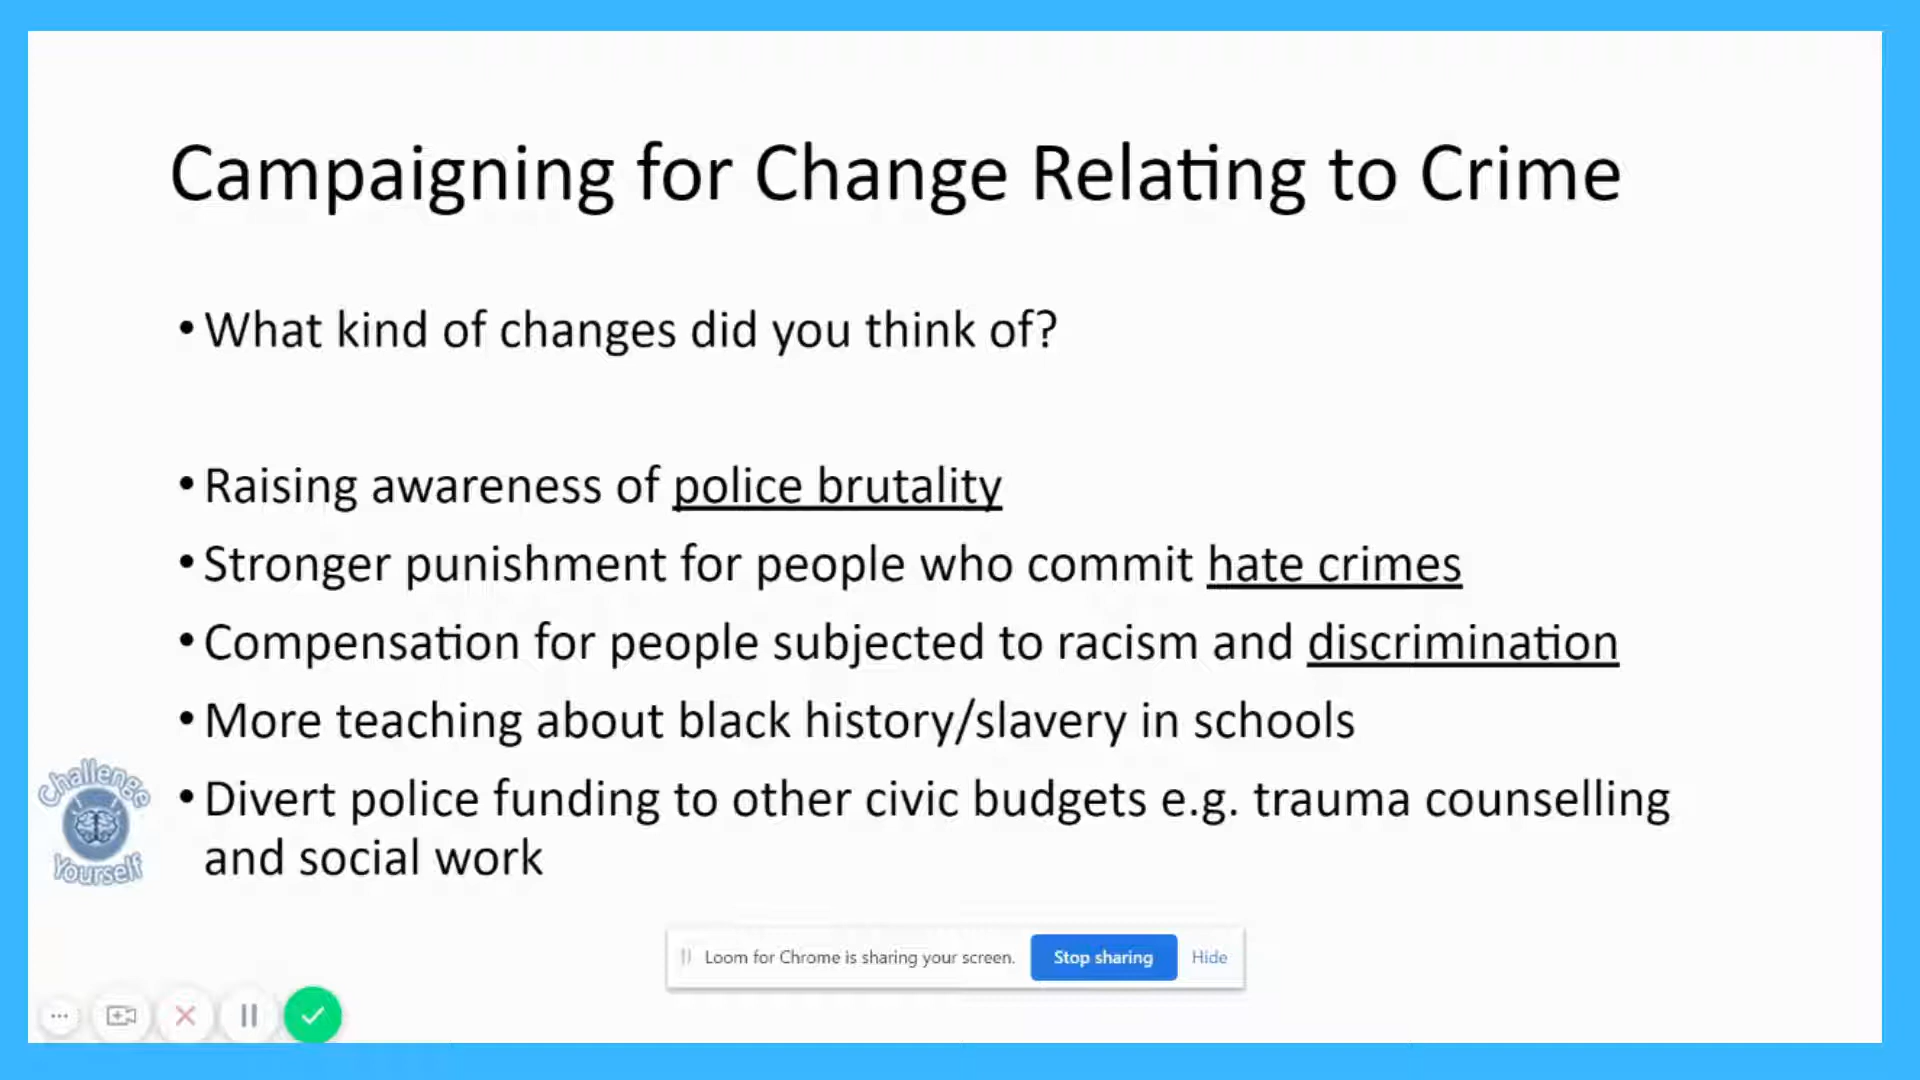 Campaigning for Change Relating to Crime
• What kind of changes did you think of?
• Raising awareness of police brutality
• Stronger punishment for people who commit hate crimes
• Compensation for people subjected to racism and discrimination
• More teaching about black history/slavery in schools
• Divert police funding to other civic budgets e.g. trauma counselling
and social work
Challenge
Yourself
Loom for Chrome is sharing your screen. Stop sharing Hide